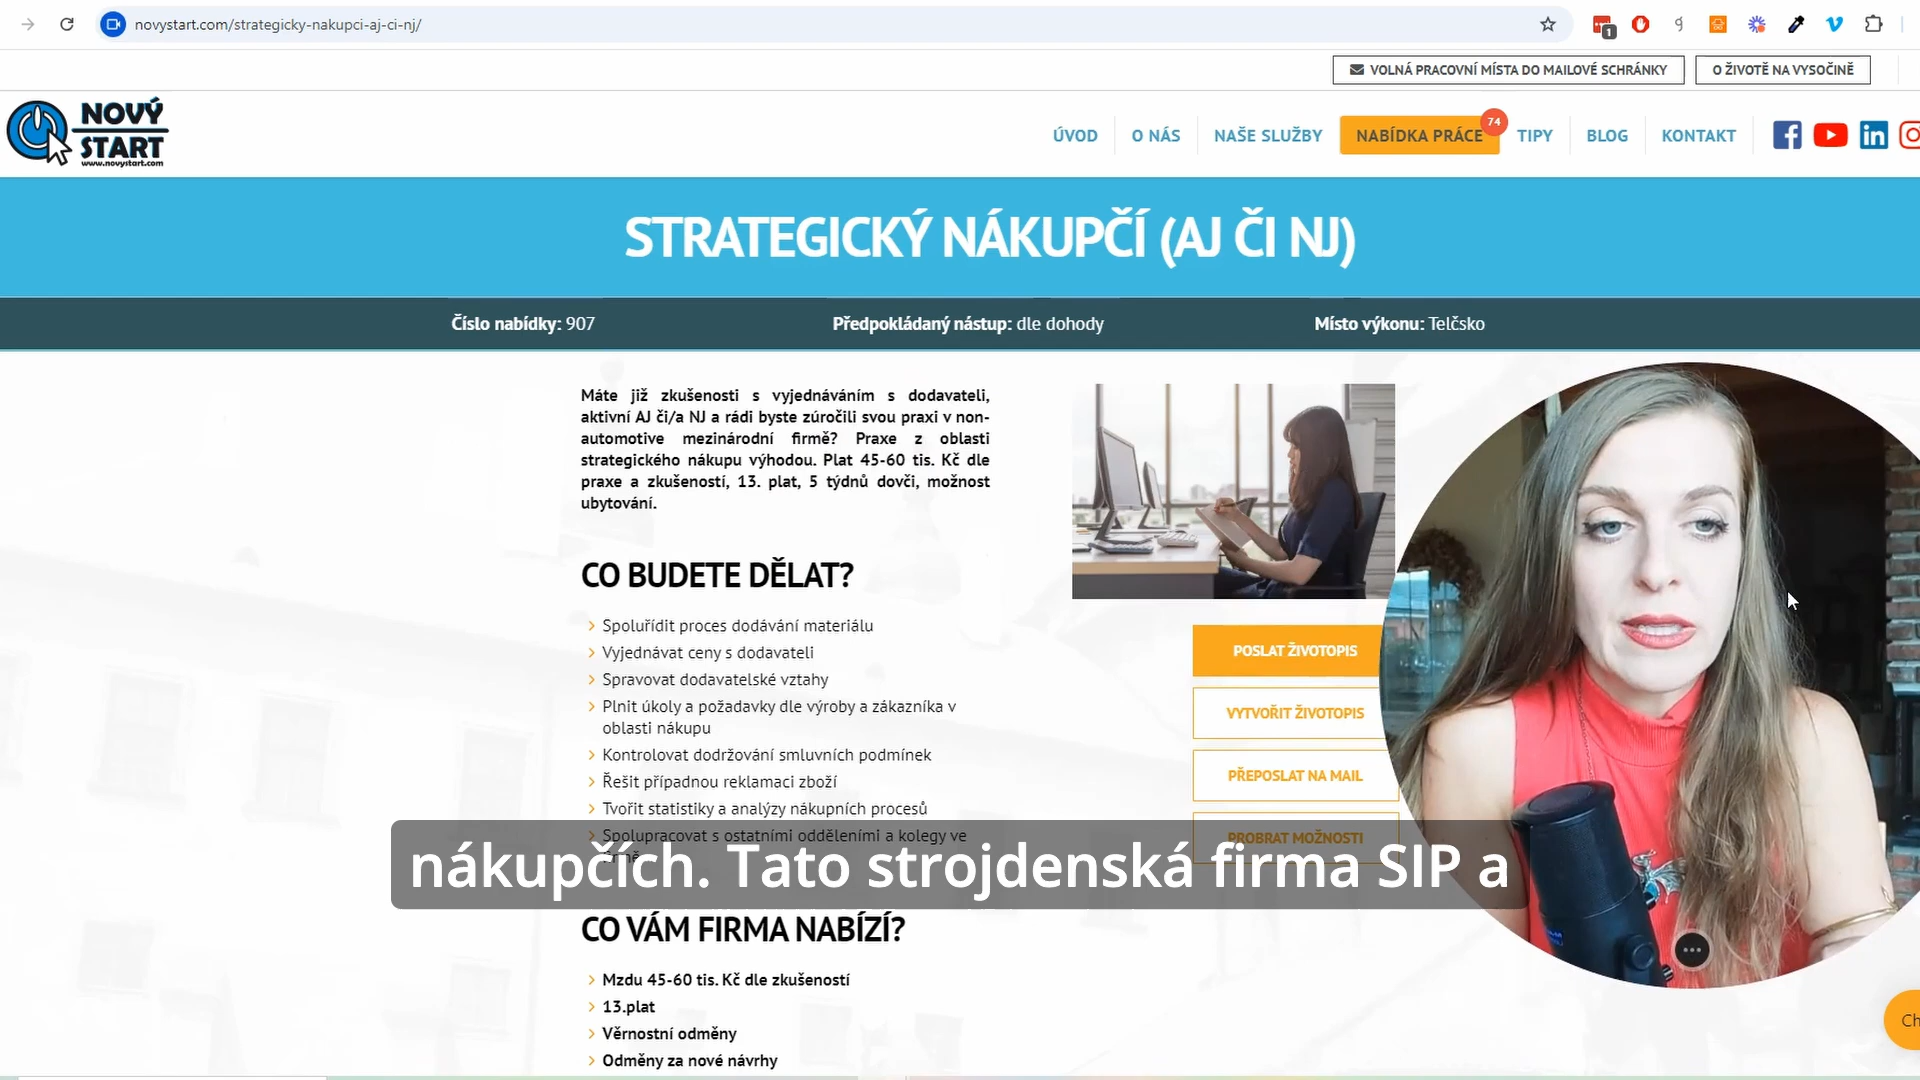 novystart.com/strategicky-nakupci-aj-ci-nj/
1
VOLNÁ PRACOVNÍ MÍSTA DO MAILOVÉ SCHRÁNKY
O ŽIVOTĚ NA VYSOČINĚ
NOVÝ
START
www.novystart.com
ÚVOD
O NÁS
NAŠE SLUŽBY
NABÍDKA PRÁCE
74
TIPY
BLOG
KONTAKT
STRATEGICKÝ NÁKUPČÍ (AJ ČI NJ)
Číslo nabídky: 907
Předpokládaný nástup: dle dohody
Místo výkonu: Telčsko
Máte již zkušenosti s vyjednáváním s dodavateli,
aktivní AJ či/a NJ a rádi byste zúročili svou praxi v non-
automotive mezinárodní firmě? Praxe z oblasti
strategického nákupu výhodou. Plat 45-60 tis. Kč dle
praxe a zkušeností, 13. plat, 5 týdnů dovči, možnost
ubytování.
CO BUDETE DĚLAT?
Spoluřídit proces dodávání materiálu
Vyjednávat ceny s dodavateli
Spravovat dodavatelské vztahy
Plnit úkoly a požadavky dle výroby a zákazníka v
oblasti nákupu
Kontrolovat dodržování smluvních podmínek
Řešit případnou reklamaci zboží
Tvořit statistiky a analýzy nákupních procesů
Spolupracovat s ostatními odděleními a kolegy ve
POSLAT ŽIVOTOPIS
VYTVOŘIT ŽIVOTOPIS
PŘEPOSLAT NA MAIL
PROBRAT MOŽNOSTI
nákupčích. Tato strojdenská firma SIP a
CO VÁM FIRMA NABÍZÍ?
Mzdu 45-60 tis. Kč dle zkušeností
13.plat
Věrnostní odměny
Odměny za nové návrhy
Ch